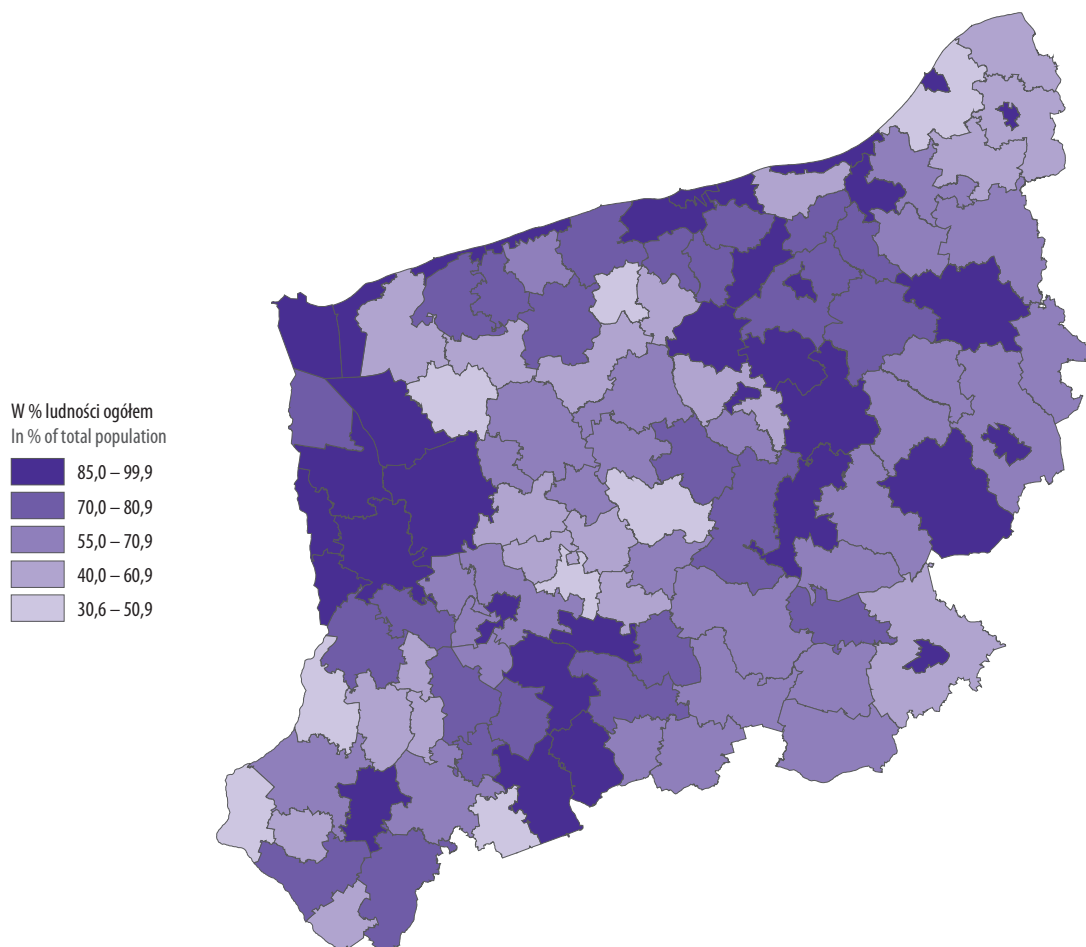 W % ludności ogółem
In % of total population
85,0 – 99,9
70,0 – 80,9
55,0 – 70,9
40,0 – 60,9
30,6 – 50,9